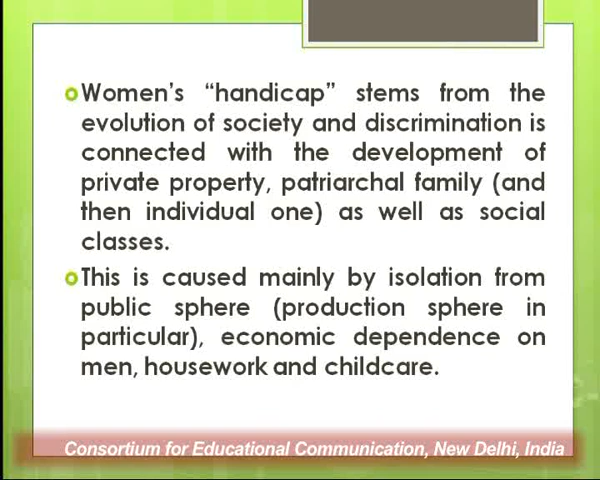 Women's "handicap" stems from the
evolution of society and discrimination is
connected with the development of
private property, patriarchal family (and
then individual one) as well as social
classes.
This is caused mainly by isolation from
public sphere (production sphere in
particular), economic dependence on
men, housework and childcare.
Consortium for Educational Communication, New Delhi, India